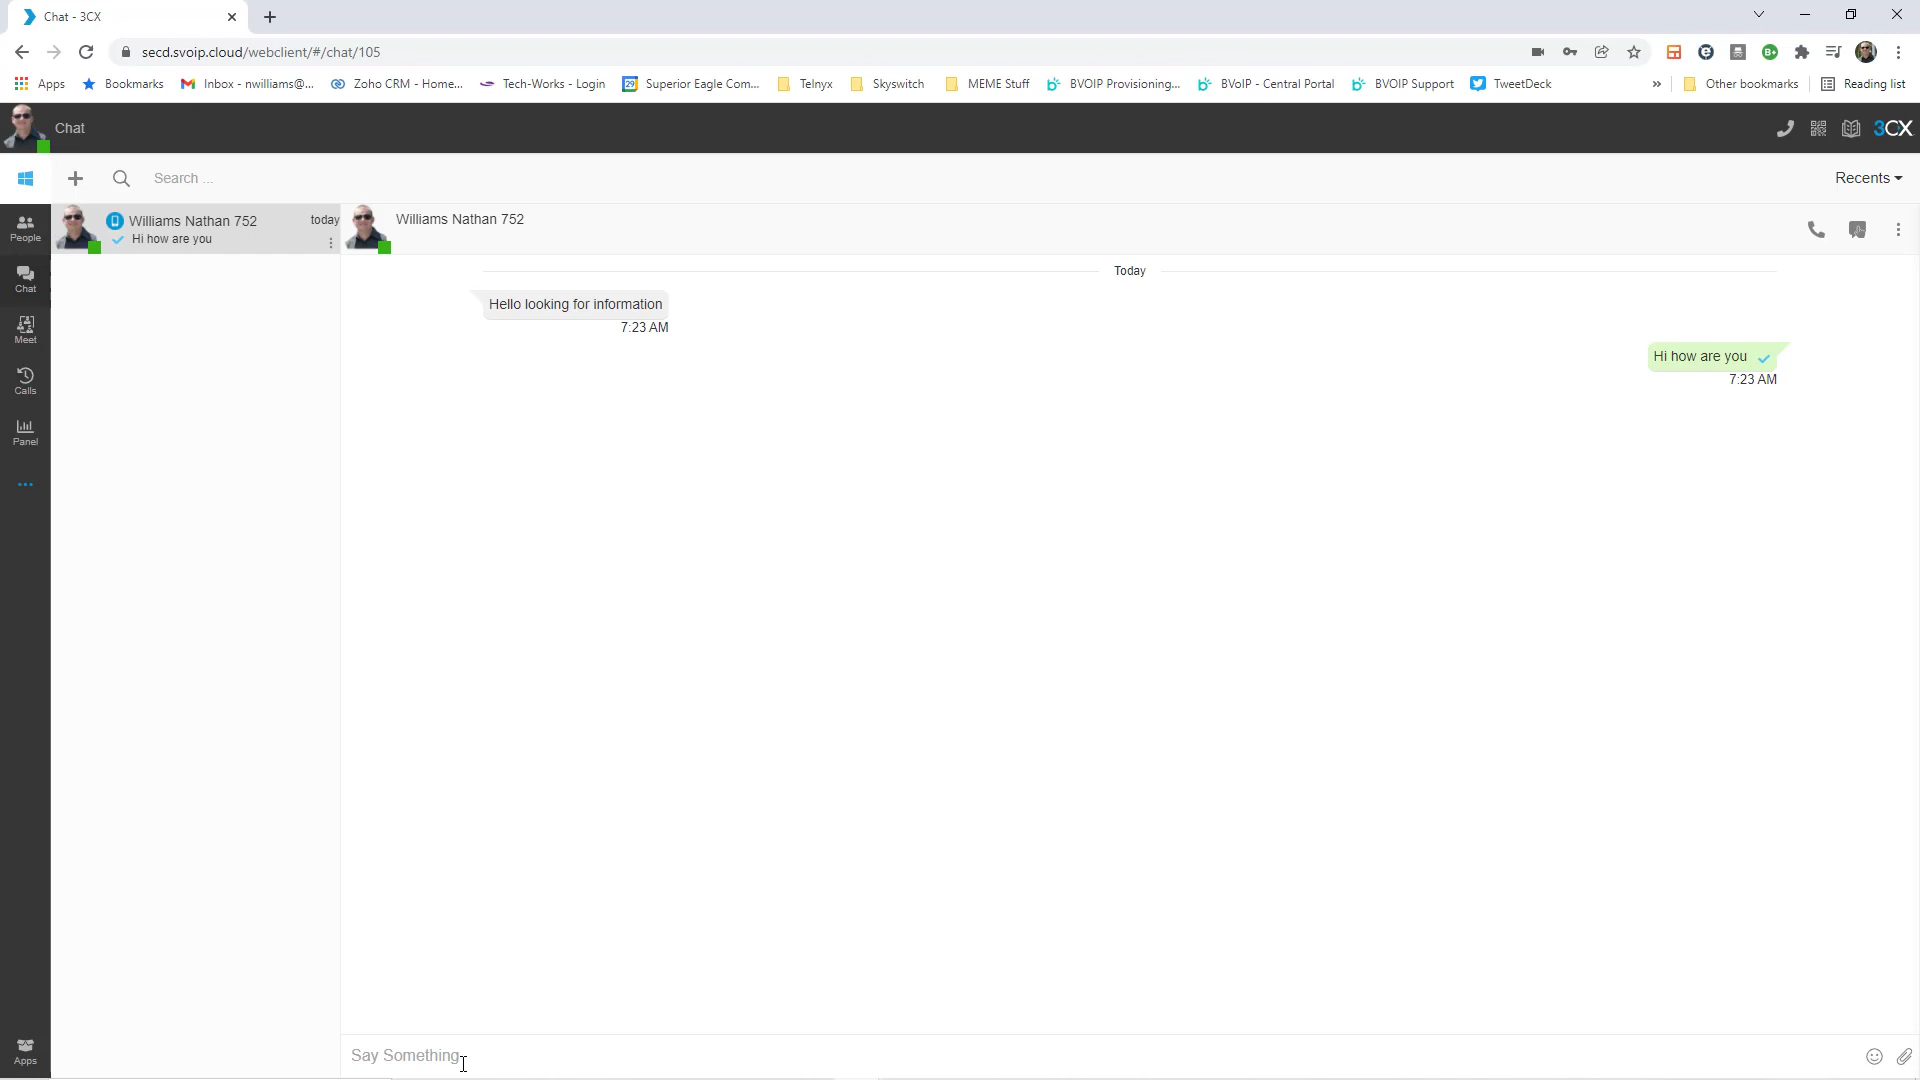 Chat - 3CX
secd.svoip.cloud/webclient/#/chat/105
Apps
Bookmarks
Inbox - nwilliams@...
Zoho CRM - Home...
Tech-Works - Login
29
Superior Eagle Com...
Telnyx
Skyswitch
MEME Stuff
BVOIP Provisioning...
BVoIP - Central Portal
BVOIP Support
TweetDeck
»
Other bookmarks
Reading list
Chat
3CX
Search ...
Recents
People
Chat
Meet
Calls
Panel
Apps
Williams Nathan 752
today
Hi how are you
Williams Nathan 752
Today
Hello looking for information
7:23 AM
Hi how are you
7:23 AM
Say Something